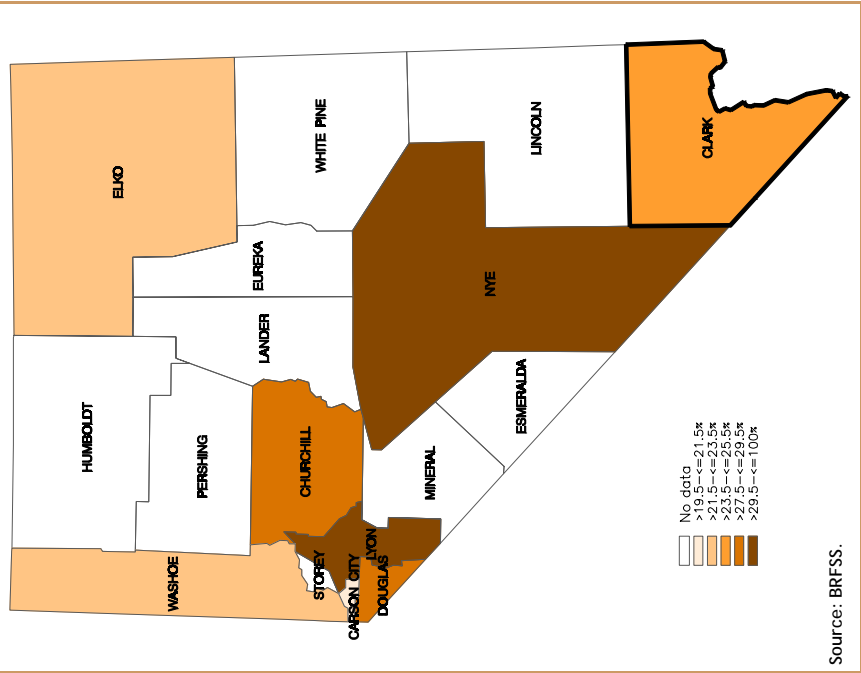 ELKO
WHITE PINE
LINCOLN
CLARK
EUREKA
NYE
LANDER
ESMERALDA
HUMBOLDT
PERSHING
CHURCHILL
MINERAL
WASHOE
STOREY
LYON
CARSON CITY
DOUGLAS
No data
>19.5-<=21.5%
>21.5-<=23.5%
>23.5-<=25.5%
>27.5-<=29.5%
>29.5-<=100%
Source: BRFSS.